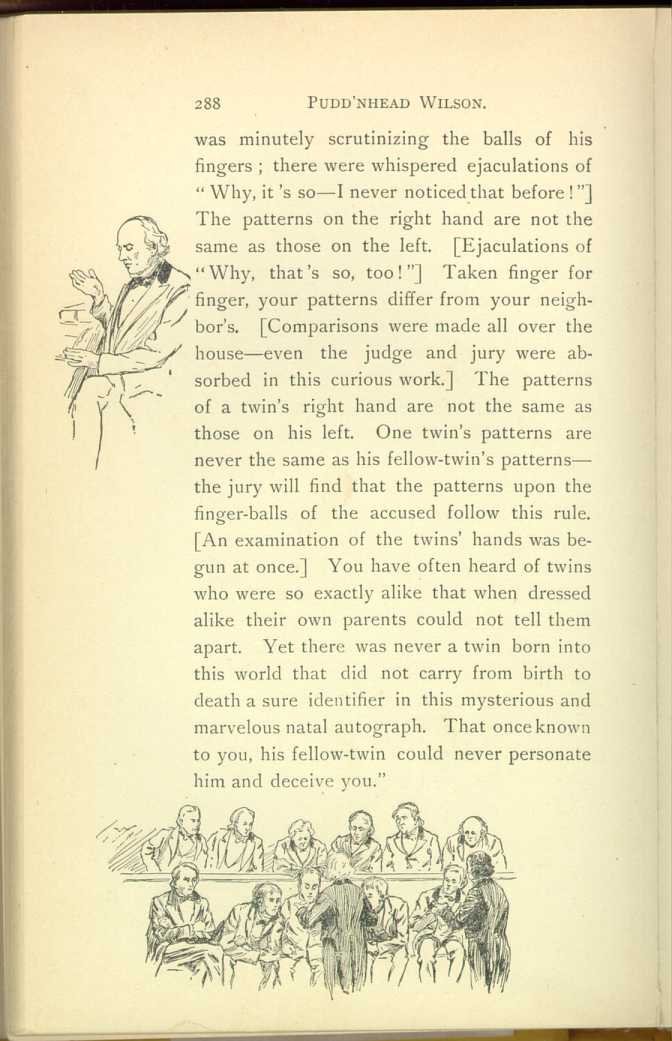 288 PUDD'NHEAD WILSON.
was minutely scrutinizing the balls of his
fingers ; there were whispered ejaculations of
“ Why, it 's so—I never noticed that before ! ”]
The patterns on the right hand are not the
same as those on the left. [Ejaculations of
“ Why, that 's so, too ! ”] Taken finger for
finger, your patterns differ from your neigh-
bor's. [Comparisons were made all over the
house—even the judge and jury were ab-
sorbed in this curious work.] The patterns
of a twin's right hand are not the same as
those on his left. One twin's patterns are
never the same as his fellow-twin's patterns—
the jury will find that the patterns upon the
finger-balls of the accused follow this rule.
[An examination of the twins' hands was be-
gun at once.] You have often heard of twins
who were so exactly alike that when dressed
alike their own parents could not tell them
apart. Yet there was never a twin born into
this world that did not carry from birth to
death a sure identifier in this mysterious and
marvelous natal autograph. That once known
to you, his fellow-twin could never personate
him and deceive you.”